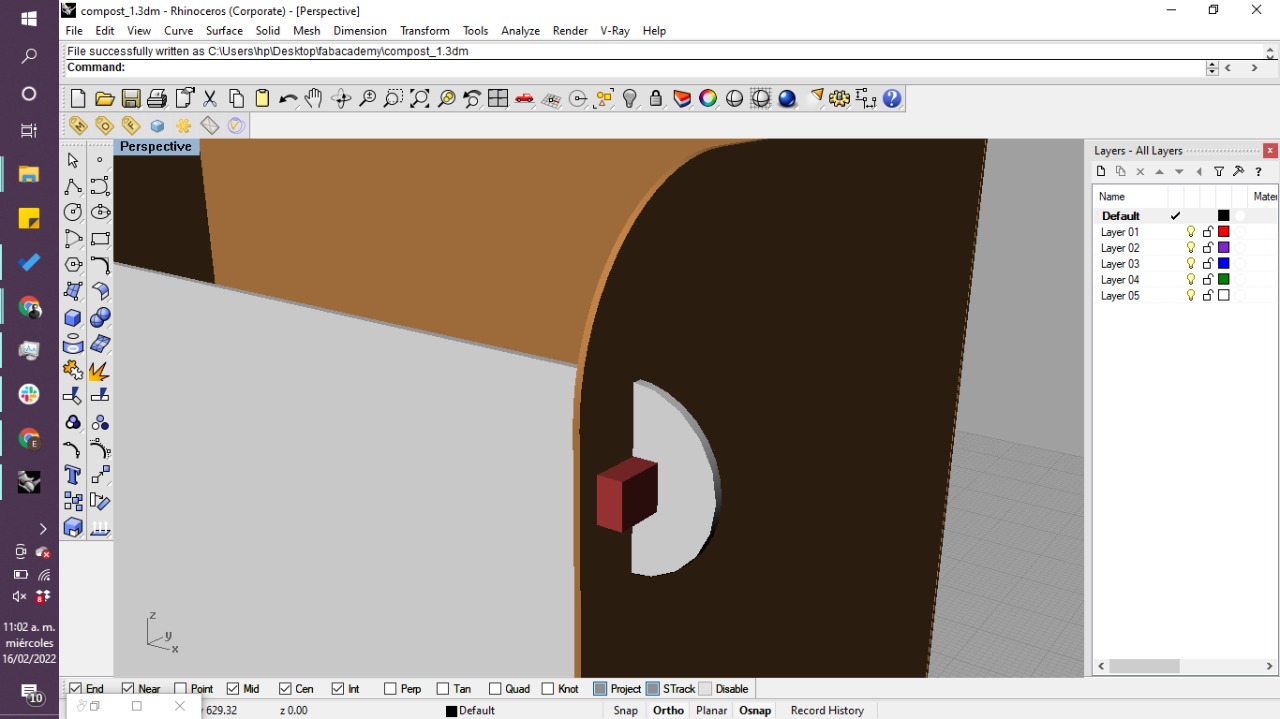 compost_1.3dm - Rhinoceros (Corporate) - [Perspective]
File Edit View Curve Surface Solid Mesh Dimension Transform Tools Analyze Render V-Ray Help
File successfully written as C:\Users\hp\Desktop\fabacademy\compost_1.3dm
Command:
Perspective
Layers - All Layers
Name Mater
Default
Layer 01
Layer 02
Layer 03
Layer 04
Layer 05
z
y
x
11:02 a. m.
miércoles
16/02/2022
10
End Near Point Mid Cen Int Perp Tan Quad Knot Project STrack Disable
629.32 z 0.00 Default Snap Ortho Planar Osnap Record History